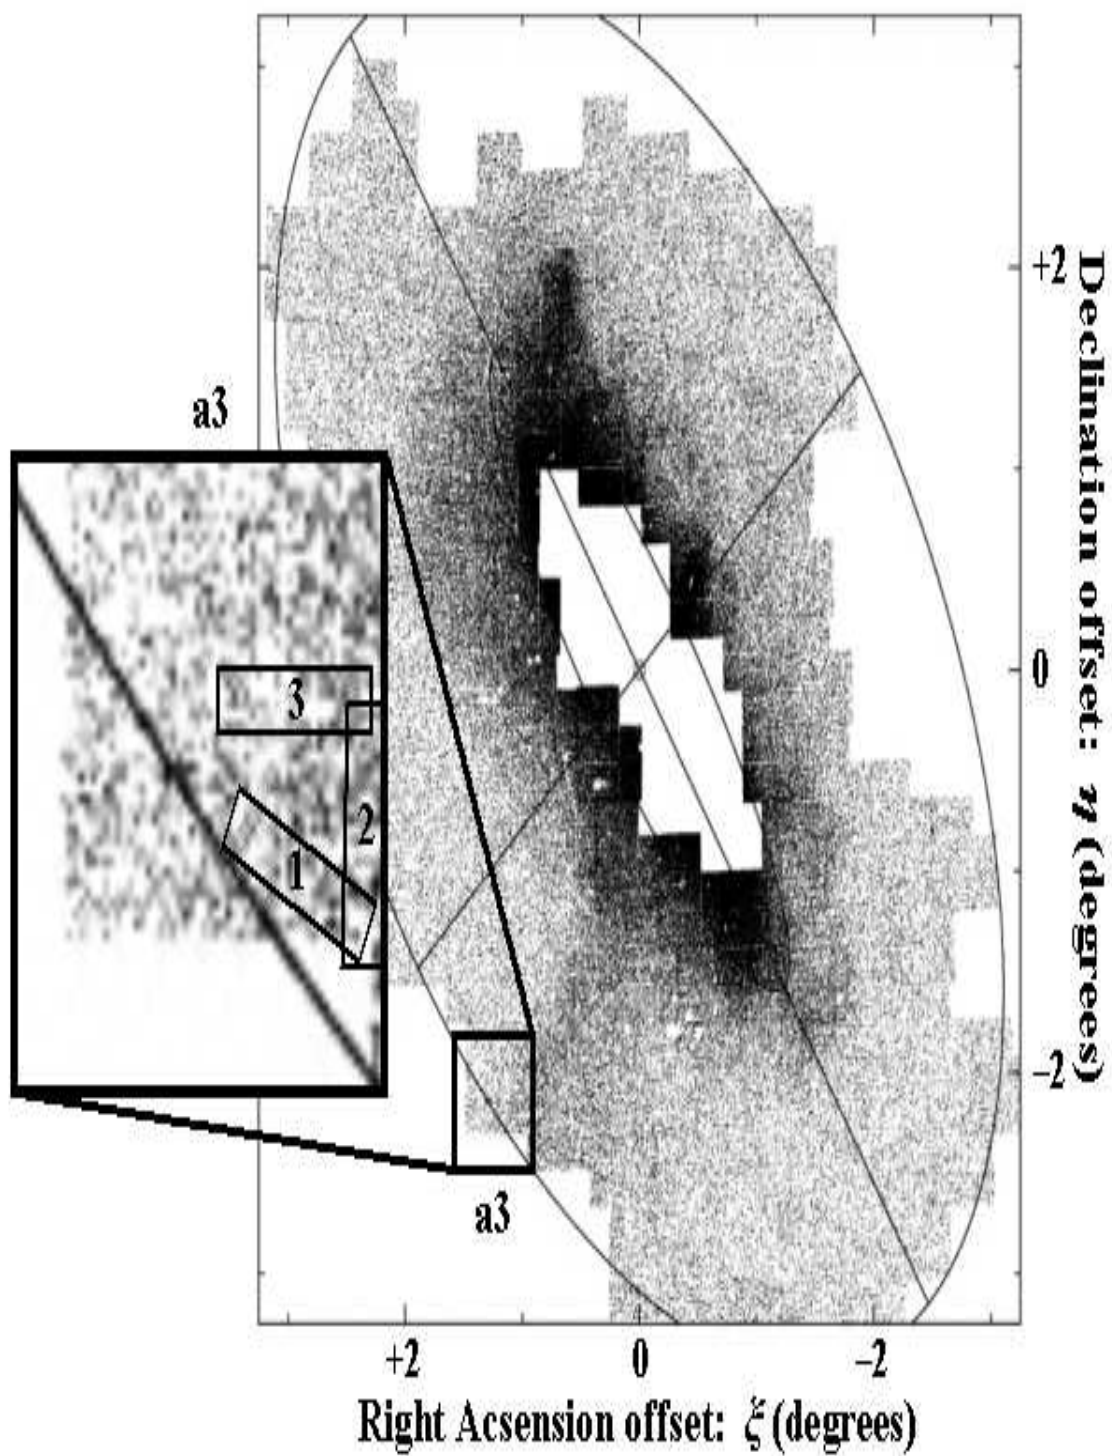 +2
Declination offset: η (degrees)
a3
0
3
2
1
−2
a3
+2 0 −2
Right Acsension offset: ξ (degrees)